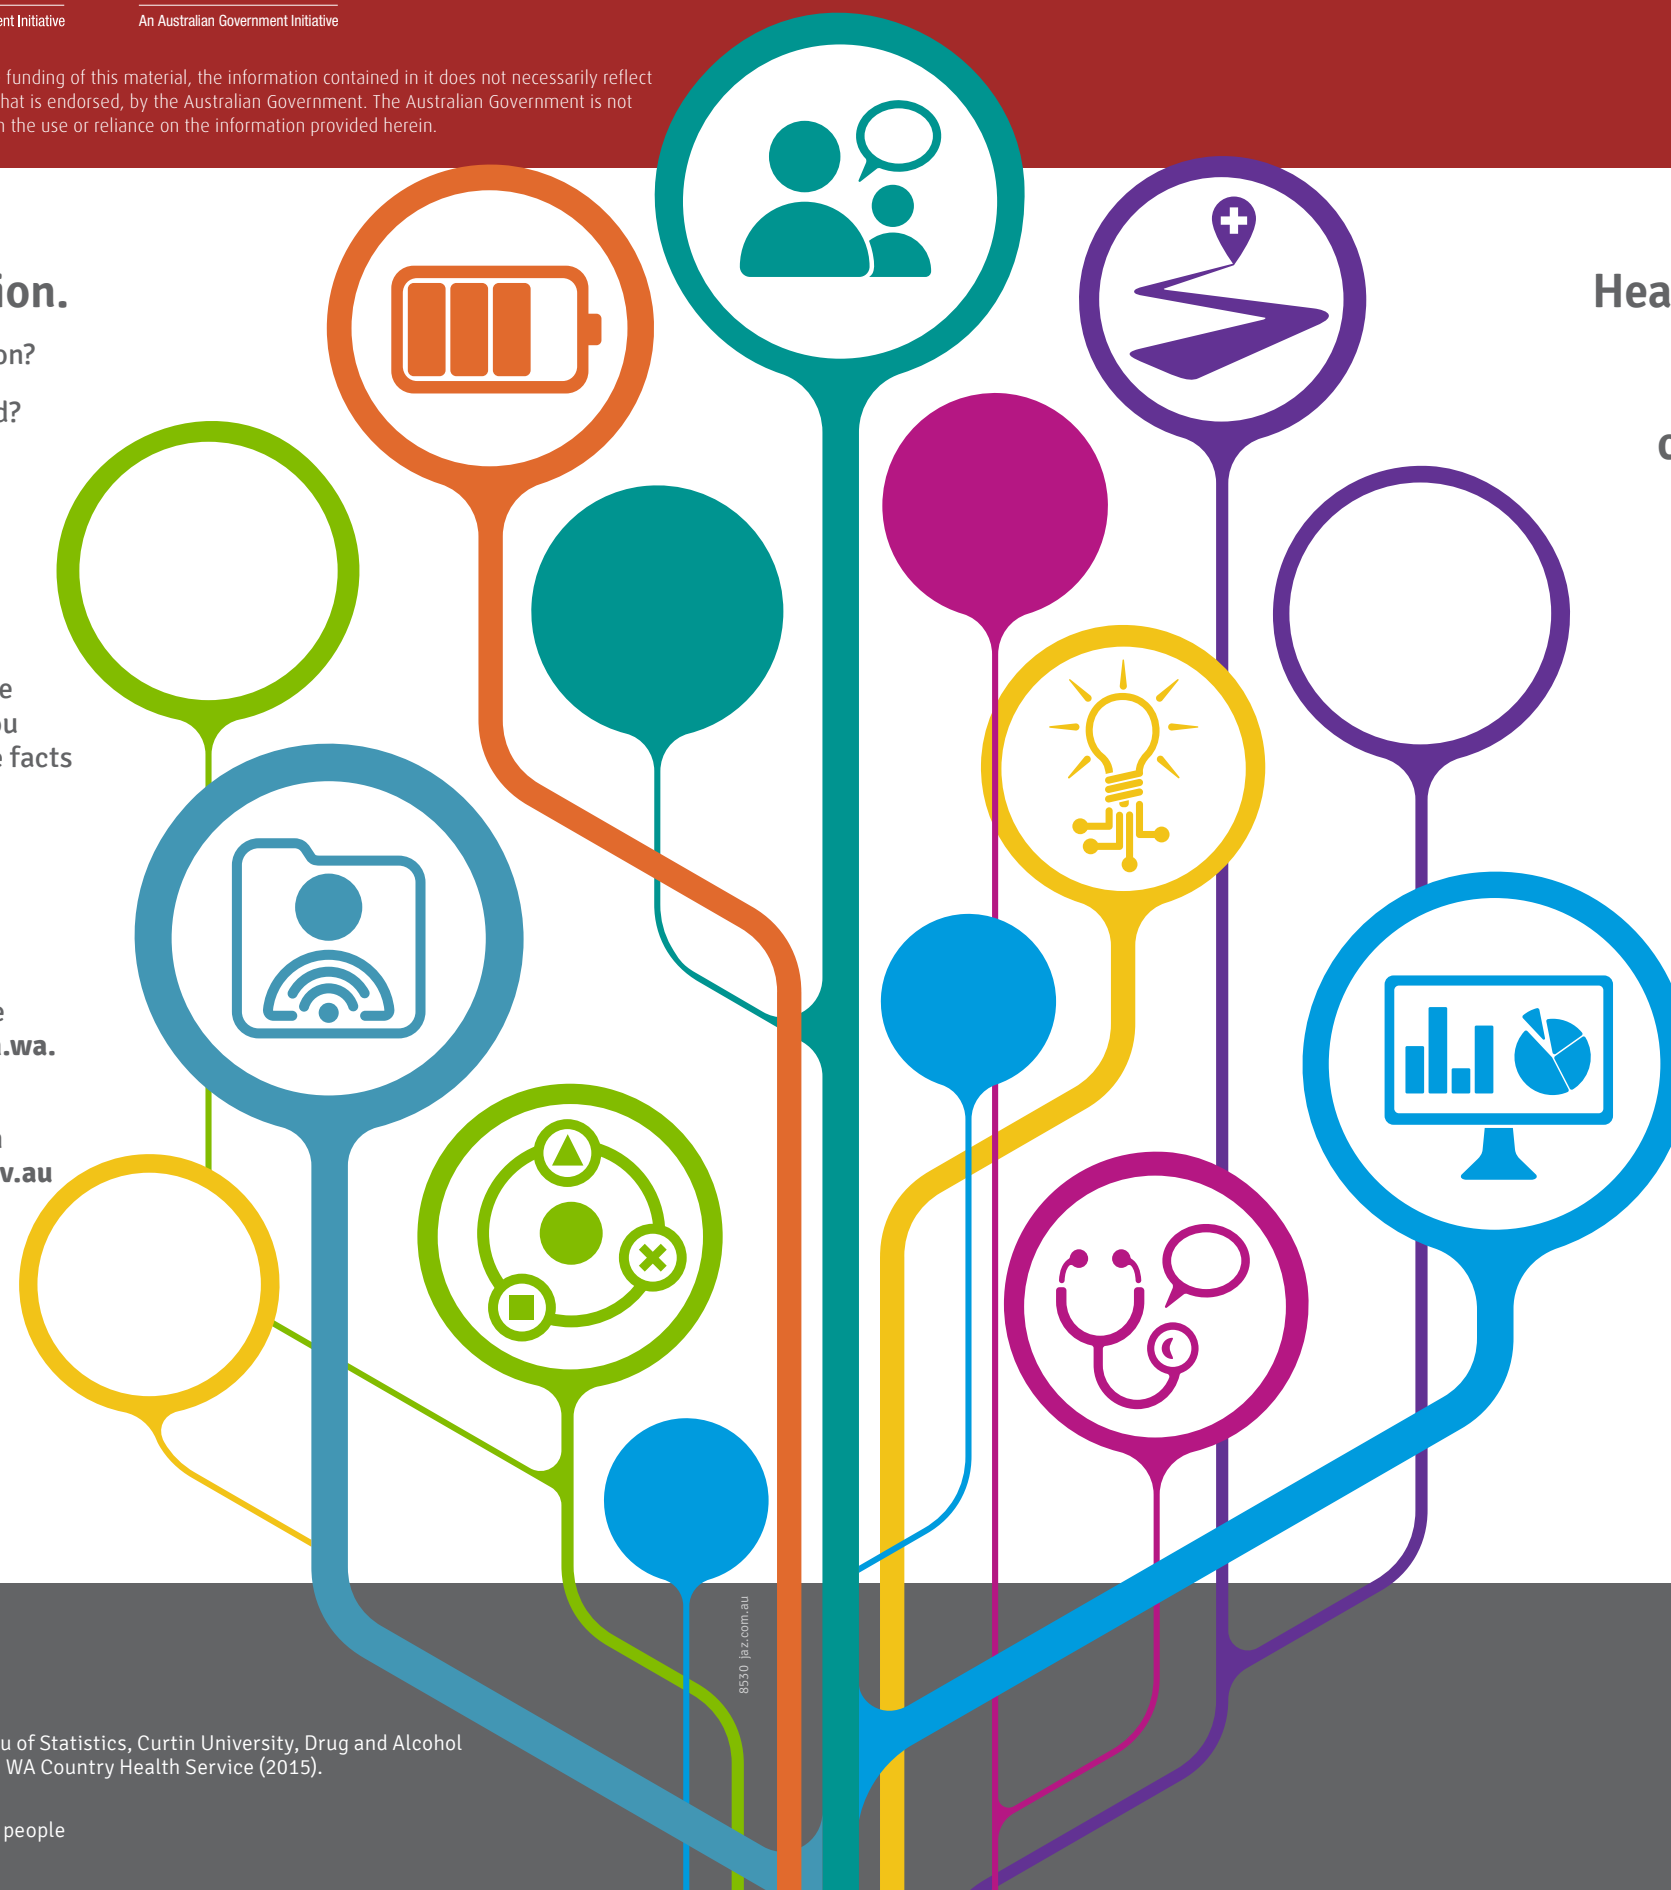 ent Initiative
An Australian Government Initiative
funding of this material, the information contained in it does not necessarily reflect
hat is endorsed, by the Australian Government. The Australian Government is not
n the use or reliance on the information provided herein.
ion.
on?
d?
e
ou
e facts
e
.wa.
v.au
Hea
8530 jaz.com.au
u of Statistics, Curtin University, Drug and Alcohol
WA Country Health Service (2015).
people